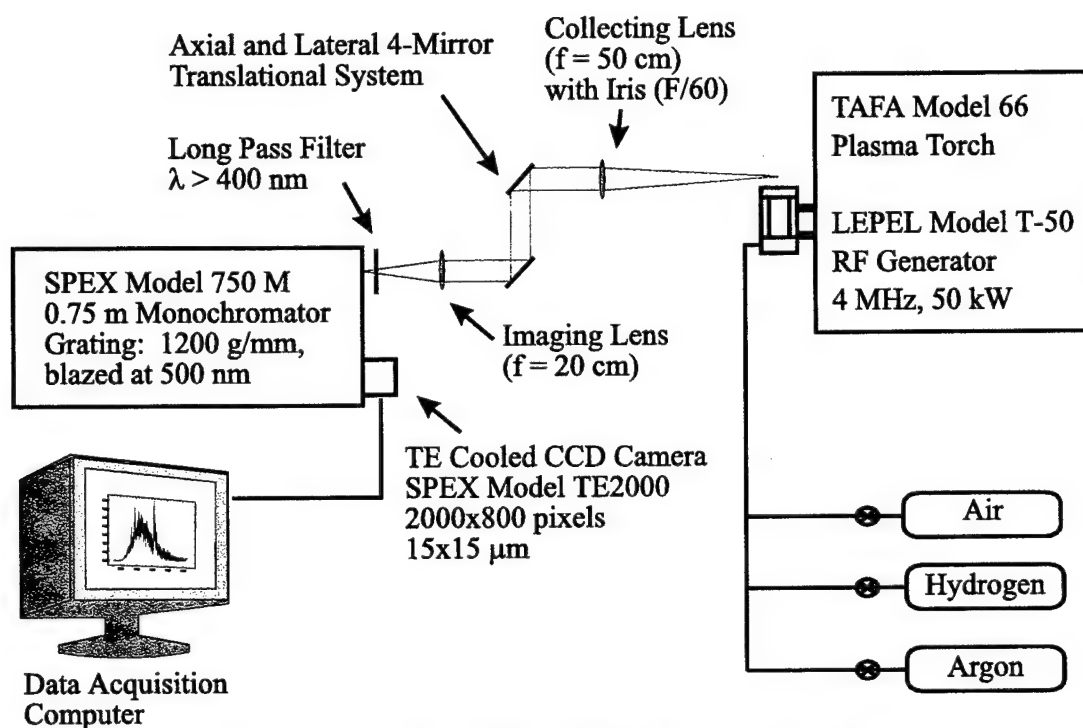 Axial and Lateral 4-Mirror
Translational System
Collecting Lens
(f = 50 cm)
with Iris (F/60)
TAFA Model 66
Plasma Torch
LEPEL Model T-50
RF Generator
4 MHz, 50 kW
Long Pass Filter
λ > 400 nm
SPEX Model 750 M
0.75 m Monochromator
Grating: 1200 g/mm,
blazed at 500 nm
Imaging Lens
(f = 20 cm)
TE Cooled CCD Camera
SPEX Model TE2000
2000x800 pixels
15x15 μm
Air
Hydrogen
Argon
Data Acquisition
Computer